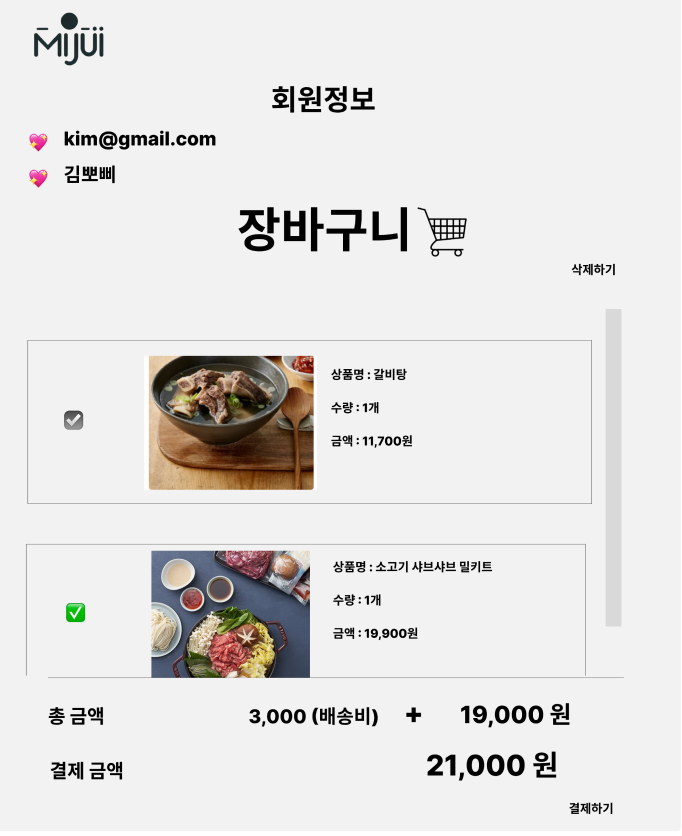 MIJUI
회원정보
kim@gmail.com
김뽀삐
장바구니
삭제하기
상품명 : 갈비탕
수량 : 1개
금액 : 11,700원
상품명 : 소고기 샤브샤브 밀키트
수량 : 1개
금액 : 19,900원
총 금액 3,000 (배송비) + 19,000 원
결제 금액 21,000 원
결제하기